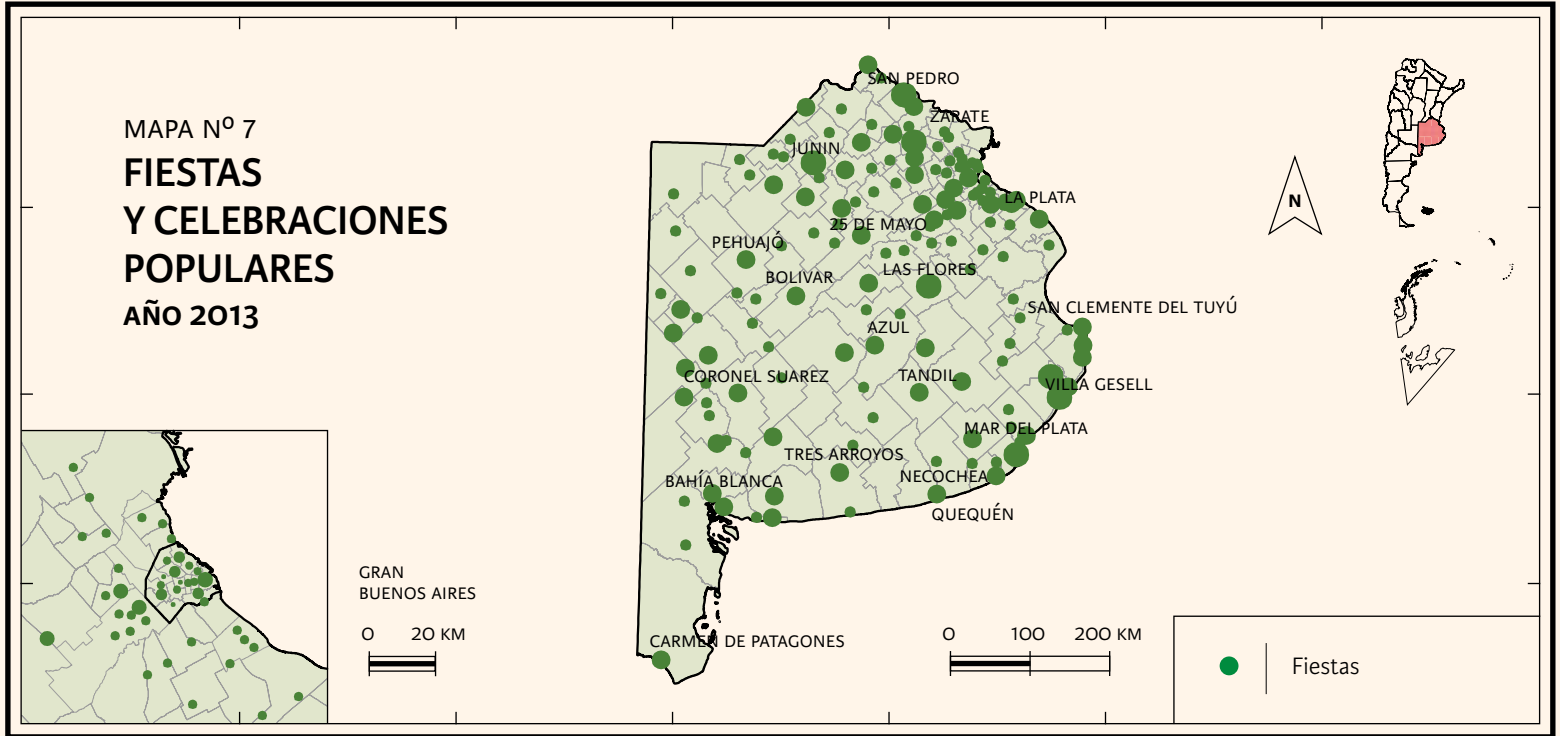 MAPA Nº 7
FIESTAS
Y CELEBRACIONES
POPULARES
AÑO 2013
SAN PEDRO
ZÁRATE
JUNÍN
LA PLATA
25 DE MAYO
PEHUAJÓ
LAS FLORES
BOLIVAR
SAN CLEMENTE DEL TUYÚ
AZUL
CORONEL SUAREZ
TANDIL
VILLA GESELL
MAR DEL PLATA
TRES ARROYOS
BAHÍA BLANCA
NECOCHEA
QUEQUÉN
CARMEN DE PATAGONES
N
GRAN
BUENOS AIRES
0 20 KM
0 100 200 KM
Fiestas